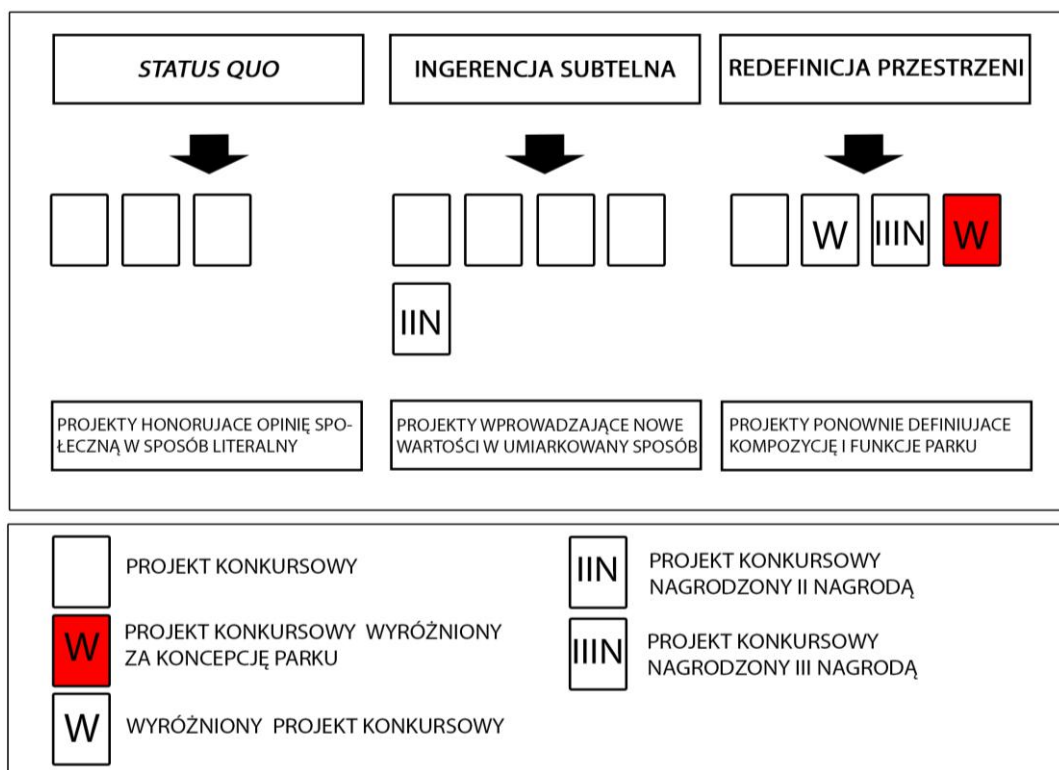 STATUS QUO
INGERENCJA SUBTELNA
REDEFINICJA PRZESTRZENI
W
IIIN
W
IIN
PROJEKTY HONORUJACE OPINIĘ SPO-
ŁECZNĄ W SPOSÓB LITERALNY
PROJEKTY WPROWADZAJĄCE NOWE
WARTOŚCI W UMIARKOWANY SPOSÓB
PROJEKTY PONOWNIE DEFINIUJACE
KOMPOZYCJĘ I FUNKCJE PARKU
PROJEKT KONKURSOWY
W
PROJEKT KONKURSOWY WYRÓŻNIONY
ZA KONCEPCJĘ PARKU
W
WYRÓŻNIONY PROJEKT KONKURSOWY
IIN
PROJEKT KONKURSOWY
NAGRODZONY II NAGRODĄ
IIIN
PROJEKT KONKURSOWY
NAGRODZONY III NAGRODĄ